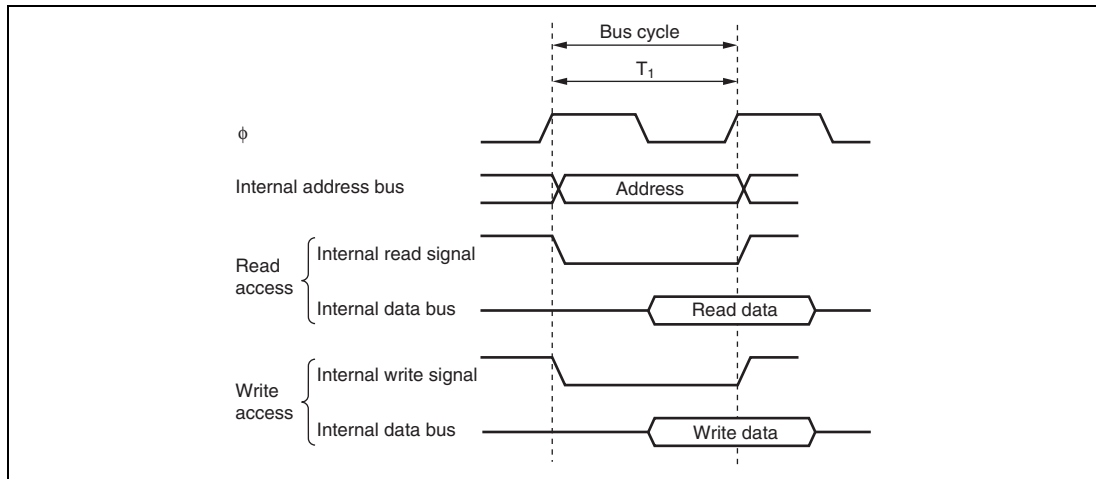 Bus cycle
T₁
ϕ
Internal address bus
Address
Read
access
Internal read signal
Internal data bus
Read data
Write
access
Internal write signal
Internal data bus
Write data